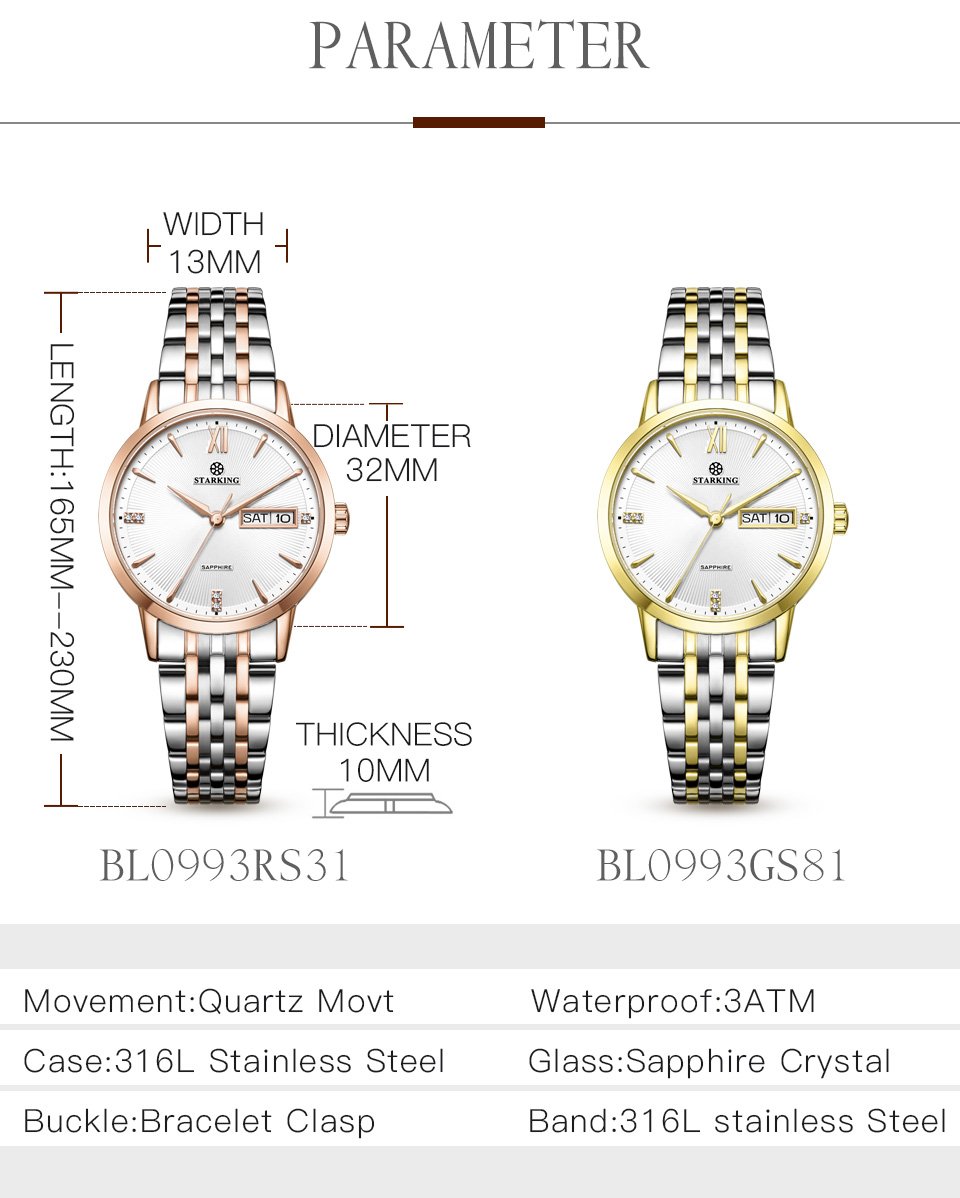 PARAMETER
WIDTH
13MM
LENGTH:165MM--230MM
DIAMETER
32MM
XII
STARKING
SAT 10
SAPPHIRE
THICKNESS
10MM
BL0993RS31
XII
STARKING
SAT 10
SAPPHIRE
BL0993GS81
Movement:Quartz Movt
Waterproof:3ATM
Case:316L Stainless Steel
Glass:Sapphire Crystal
Buckle:Bracelet Clasp
Band:316L stainless Steel